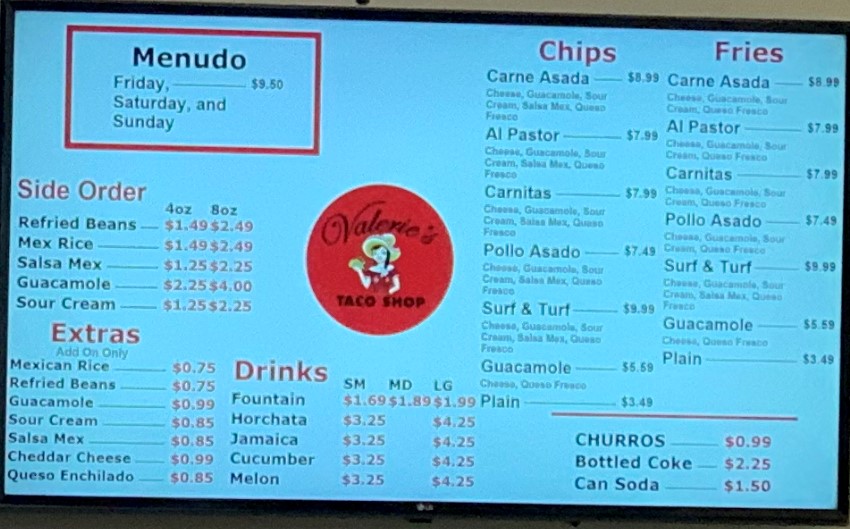 Menudo
Friday, $9.50
Saturday, and
Sunday
Side Order
4oz 8oz
Refried Beans $1.49 $2.49
Mex Rice $1.49 $2.49
Salsa Mex $1.25 $2.25
Guacamole $2.25 $4.00
Sour Cream $1.25 $2.25
Extras
Add On Only
Mexican Rice $0.75
Refried Beans $0.75
Guacamole $0.99
Sour Cream $0.85
Salsa Mex $0.85
Cheddar Cheese $0.99
Queso Enchilado $0.85
Valerie's
TACO SHOP
Drinks
SM MD LG
Fountain $1.69 $1.89 $1.99
Horchata $3.25 $4.25
Jamaica $3.25 $4.25
Cucumber $3.25 $4.25
Melon $3.25 $4.25
Chips
Carne Asada $8.99
Cheese, Guacamole, Sour
Cream, Salsa Mex, Queso
Fresco
Al Pastor $7.99
Cheese, Guacamole, Sour
Cream, Salsa Mex, Queso
Fresco
Carnitas $7.99
Cheese, Guacamole, Sour
Cream, Salsa Mex, Queso
Fresco
Pollo Asado $7.49
Cheese, Guacamole, Sour
Cream, Salsa Mex, Queso
Fresco
Surf & Turf $9.99
Cheese, Guacamole, Sour
Cream, Salsa Mex, Queso
Fresco
Guacamole $5.59
Cheese, Queso Fresco
Plain $3.49
Fries
Carne Asada $8.99
Cheese, Guacamole, Sour
Cream, Queso Fresco
Al Pastor $7.99
Cheese, Guacamole, Sour
Cream, Queso Fresco
Carnitas $7.99
Cheese, Guacamole, Sour
Cream, Queso Fresco
Pollo Asado $7.49
Cheese, Guacamole, Sour
Cream, Queso Fresco
Surf & Turf $9.99
Cheese, Guacamole, Sour
Cream, Salsa Mex, Queso
Fresco
Guacamole $5.59
Cheese, Queso Fresco
Plain $3.49
CHURROS $0.99
Bottled Coke $2.25
Can Soda $1.50
LG